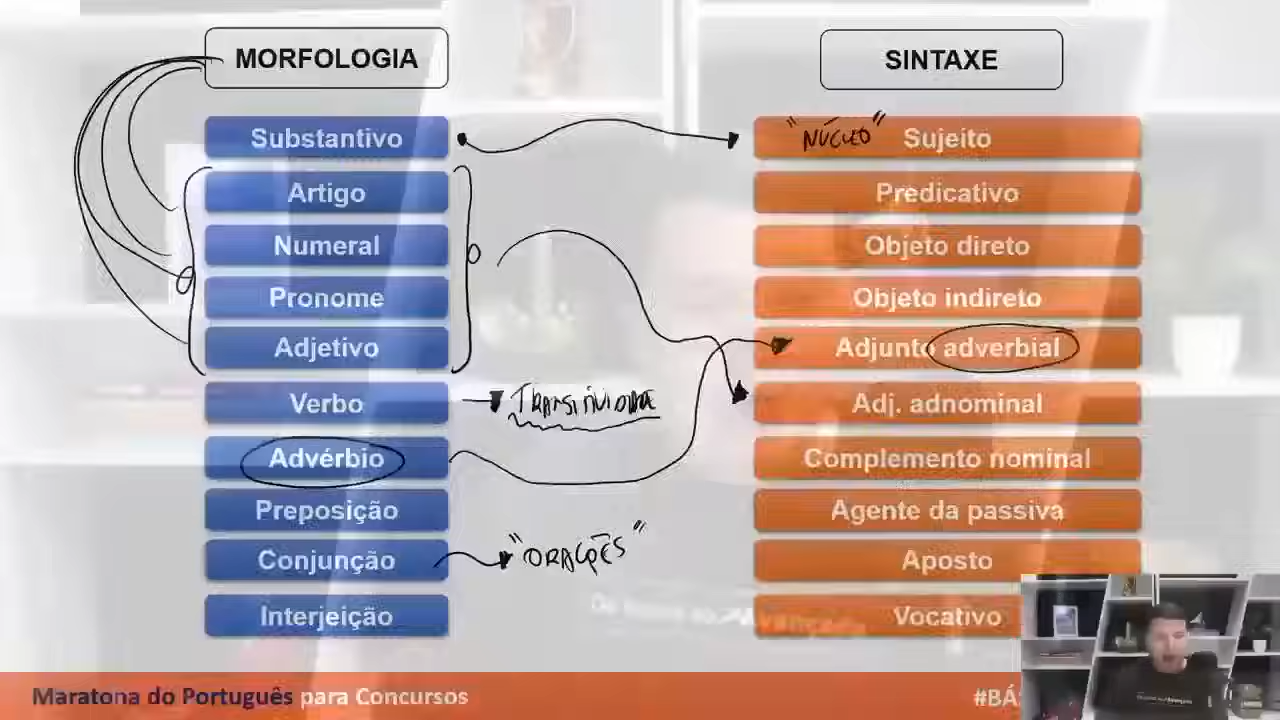 MORFOLOGIA
SINTAXE
Substantivo
"NÚCLEO" Sujeito
Artigo
Predicativo
Numeral
Objeto direto
Pronome
Objeto indireto
Adjetivo
Adjunto adverbial
Verbo
TRANSITIVIDADE
Adj. adnominal
Advérbio
Complemento nominal
Preposição
Agente da passiva
Conjunção
"ORAÇÕES"
Aposto
Interjeição
Vocativo
Maratona do Português para Concursos
#BÁS